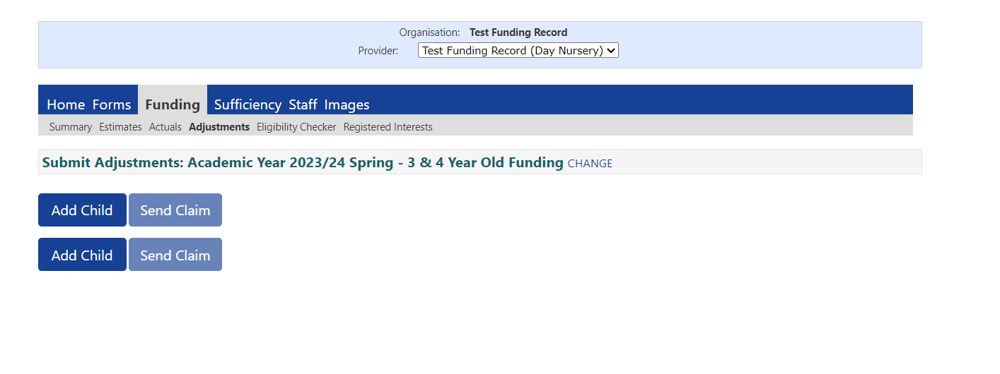 Organisation: Test Funding Record
Provider: Test Funding Record (Day Nursery)
Home Forms Funding Sufficiency Staff Images
Summary Estimates Actuals Adjustments Eligibility Checker Registered Interests
Submit Adjustments: Academic Year 2023/24 Spring - 3 & 4 Year Old Funding CHANGE
Add Child Send Claim
Add Child Send Claim